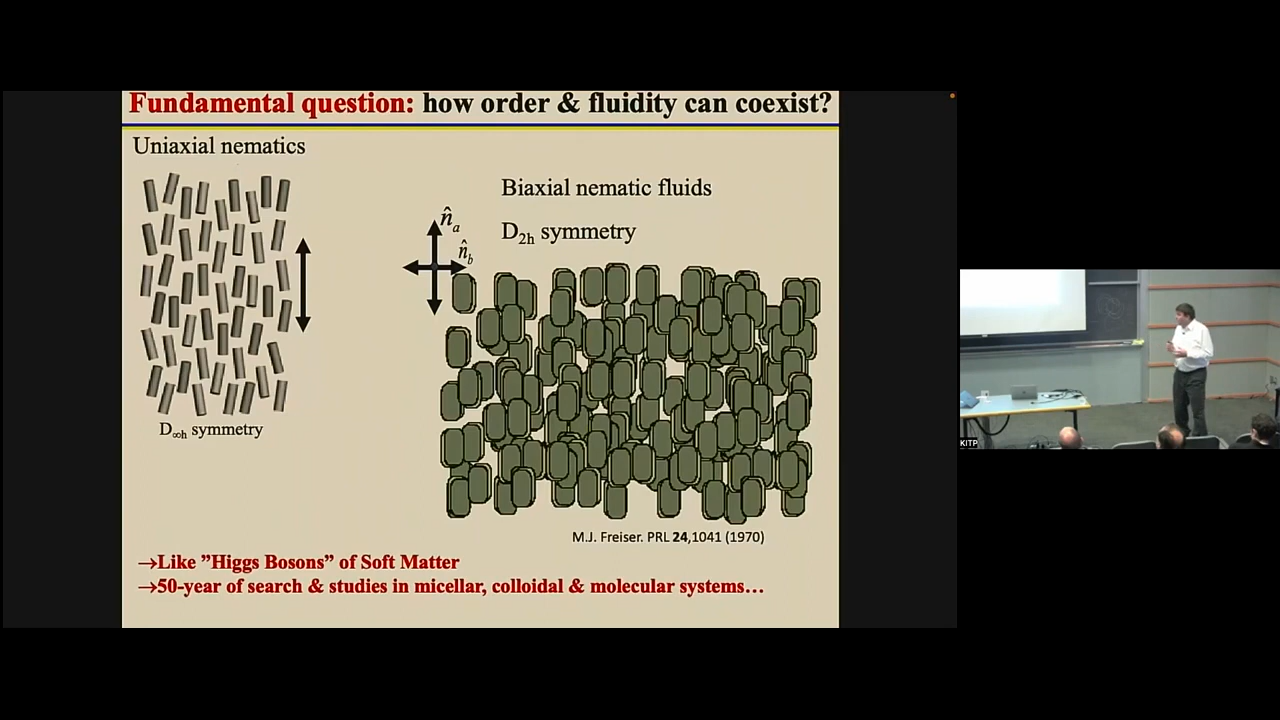 Fundamental question: how order & fluidity can coexist?
Uniaxial nematics
Biaxial nematic fluids
D2h symmetry
n̂a
n̂b
D∞h symmetry
M.J. Freiser. PRL 24,1041 (1970)
→Like ”Higgs Bosons” of Soft Matter
→50-year of search & studies in micellar, colloidal & molecular systems…
KITP